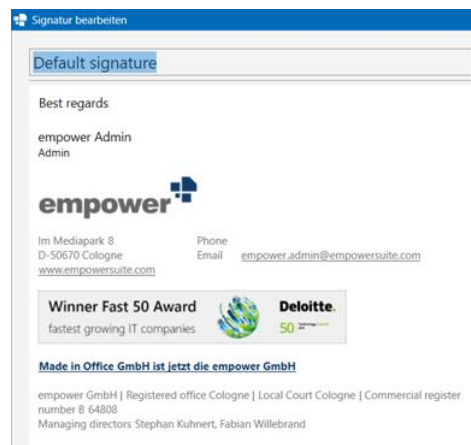 Signatur bearbeiten
Default signature
Best regards
empower Admin
Admin
empower
Im Mediapark 8 Phone
D-50670 Cologne Email empower.admin@empowersuite.com
www.empowersuite.com
Winner Fast 50 Award Deloitte.
fastest growing IT companies 50
Made in Office GmbH ist jetzt die empower GmbH
empower GmbH | Registered office Cologne | Local Court Cologne | Commercial register
number B 64808
Managing directors Stephan Kuhnert, Fabian Willebrand